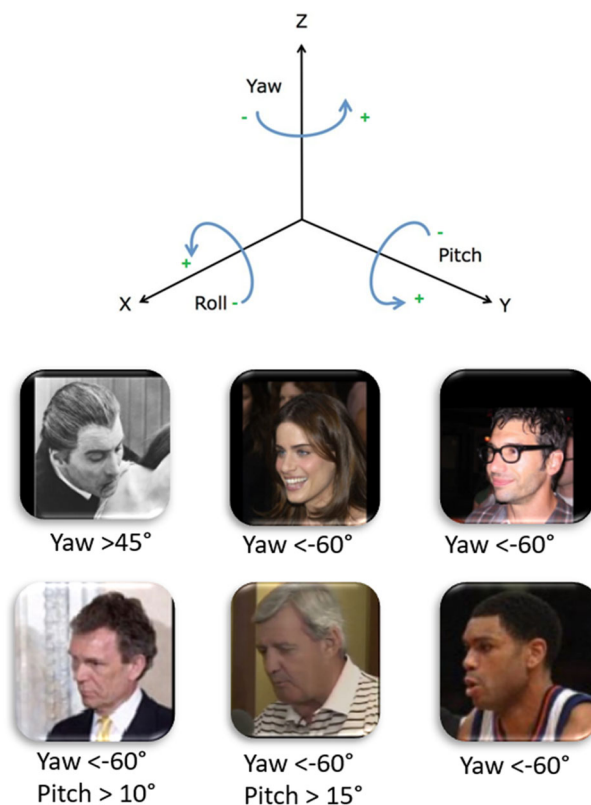 Z
Yaw
- +
-
Pitch
+
+
X
Roll -
Y
Yaw >45°
Yaw <-60°
Yaw <-60°
Yaw <-60°
Pitch > 10°
Yaw <-60°
Pitch > 15°
Yaw <-60°